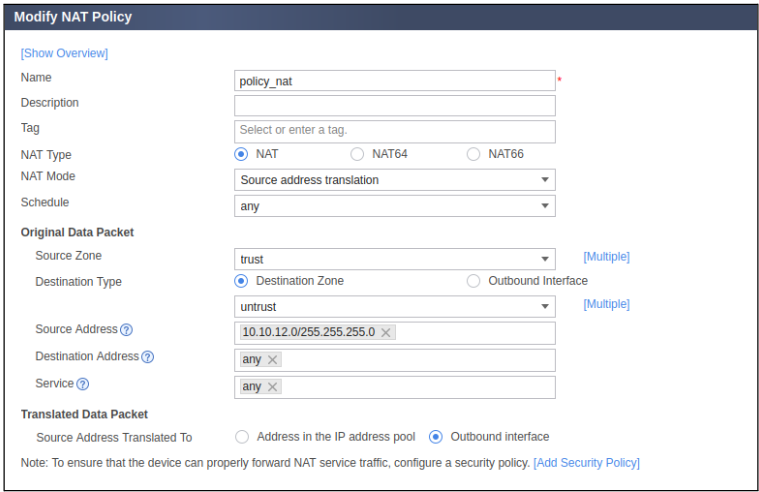 Modify NAT Policy
[Show Overview]
Name policy_nat *
Description
Tag Select or enter a tag.
NAT Type NAT NAT64 NAT66
NAT Mode Source address translation
Schedule any
Original Data Packet
Source Zone trust [Multiple]
Destination Type Destination Zone Outbound Interface
untrust [Multiple]
Source Address ? 10.10.12.0/255.255.255.0 ×
Destination Address ? any ×
Service ? any ×
Translated Data Packet
Source Address Translated To Address in the IP address pool Outbound interface
Note: To ensure that the device can properly forward NAT service traffic, configure a security policy. [Add Security Policy]